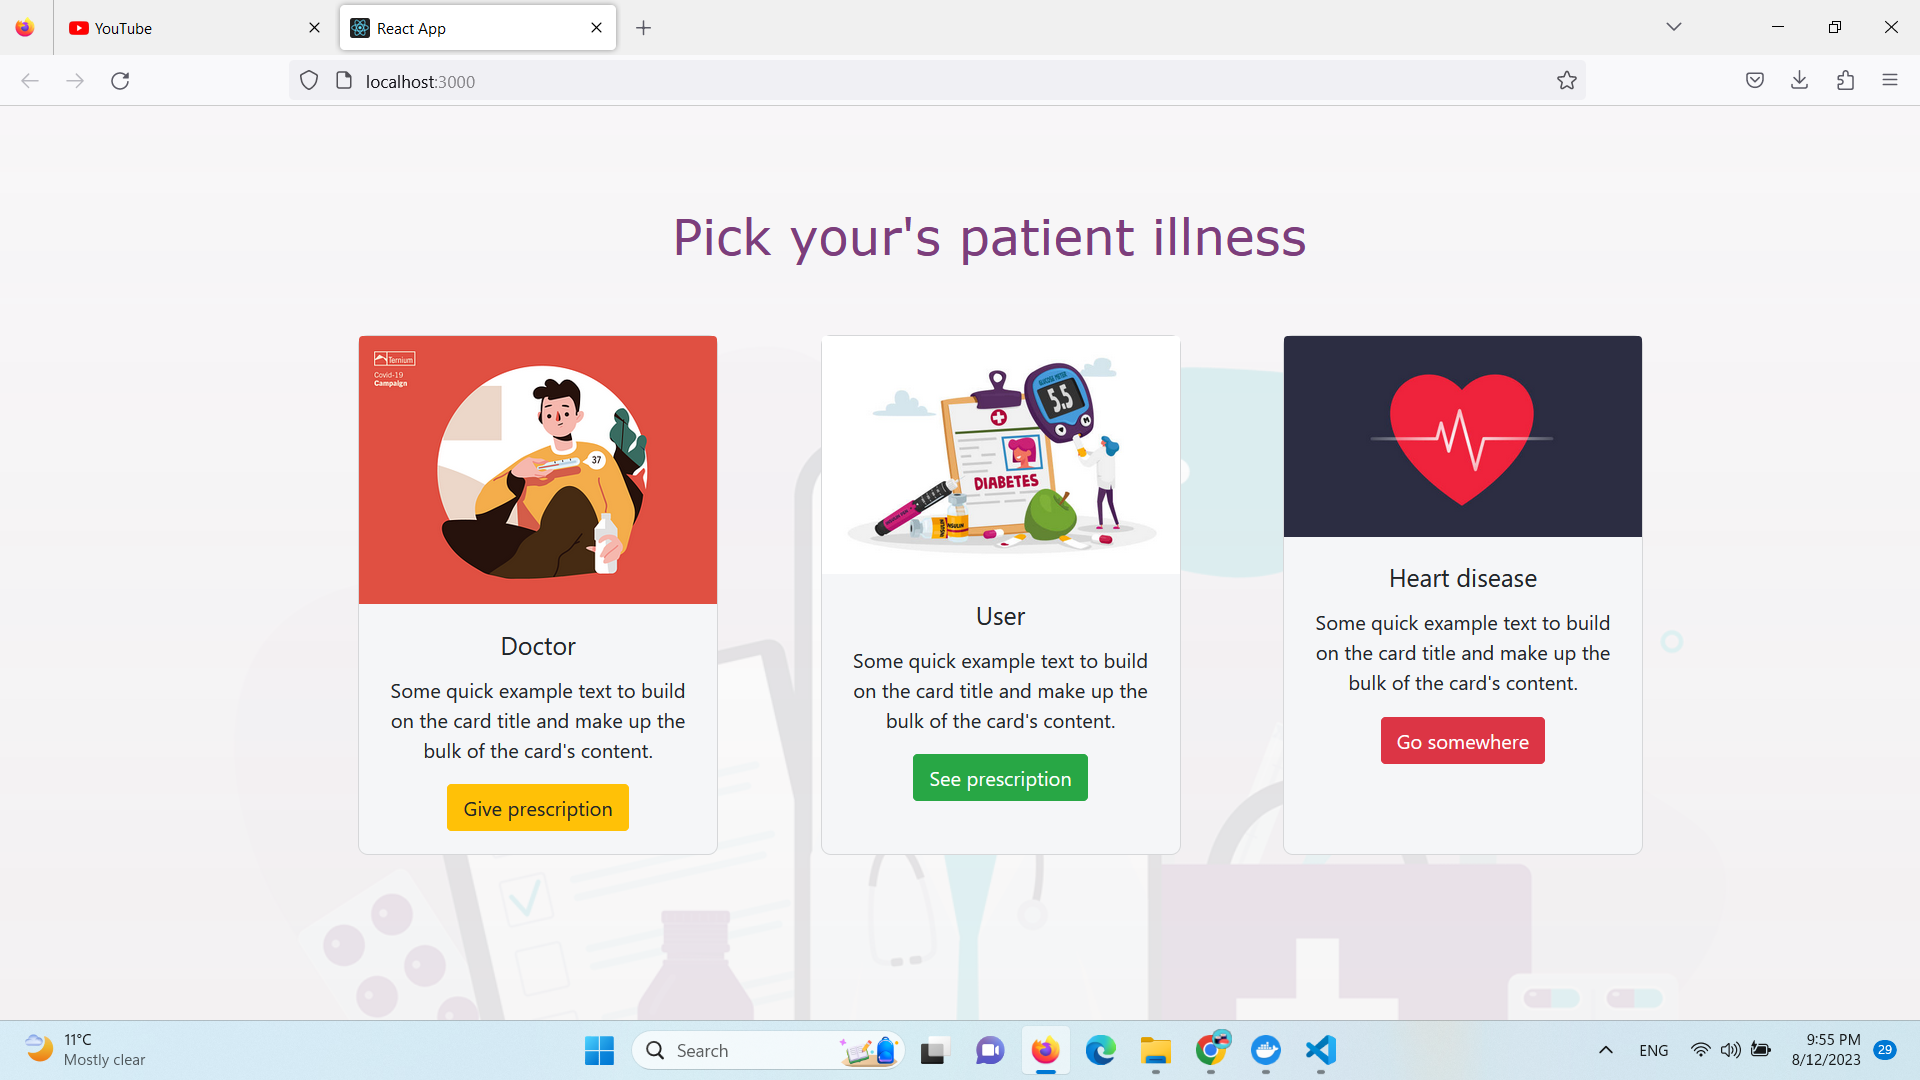 YouTube
React App
localhost:3000
Pick your's patient illness
Ternium
Covid-19
Campaign
37
GLUCOSE METER
5.5
DIABETES
INSULIN
INSULIN
Doctor
Some quick example text to build
on the card title and make up the
bulk of the card's content.
Give prescription
User
Some quick example text to build
on the card title and make up the
bulk of the card's content.
See prescription
Heart disease
Some quick example text to build
on the card title and make up the
bulk of the card's content.
Go somewhere
11°C
Mostly clear
Search
ENG
9:55 PM
8/12/2023
29